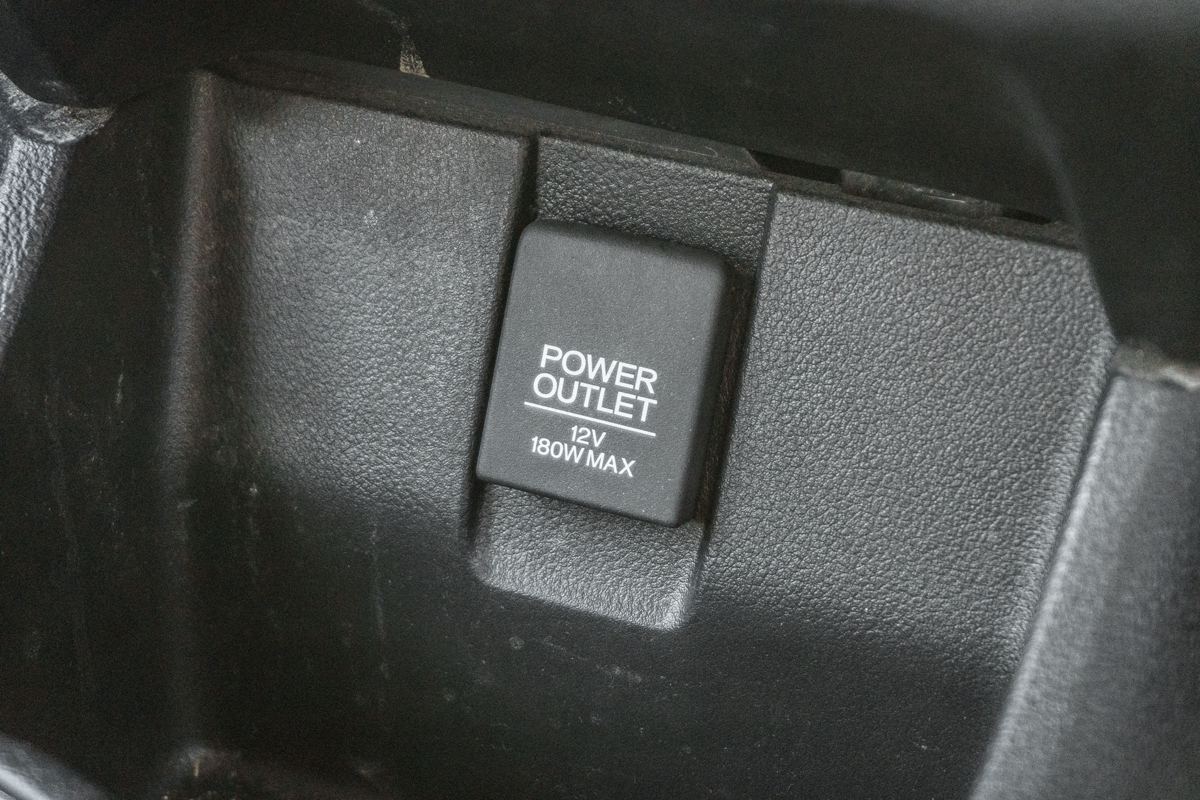 POWER
OUTLET
12V
180W MAX